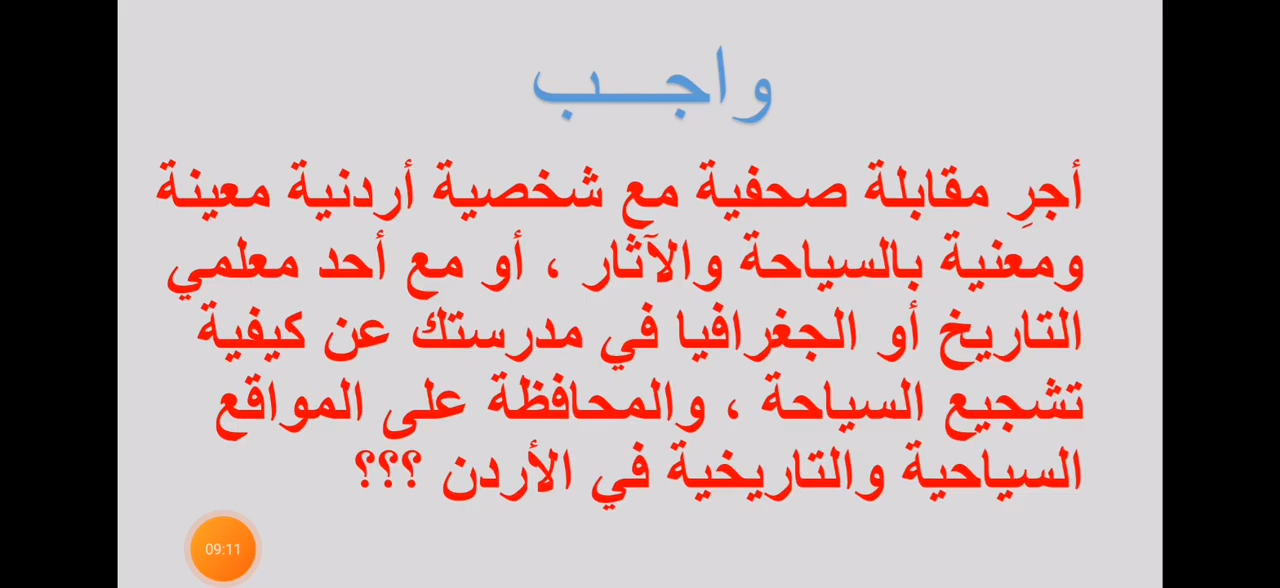 واجـــب
أجرِ مقابلة صحفية مع شخصية أردنية معينة
ومعنية بالسياحة والآثار ، أو مع أحد معلمي
التاريخ أو الجغرافيا في مدرستك عن كيفية
تشجيع السياحة ، والمحافظة على المواقع
السياحية والتاريخية في الأردن ؟؟؟
09:11